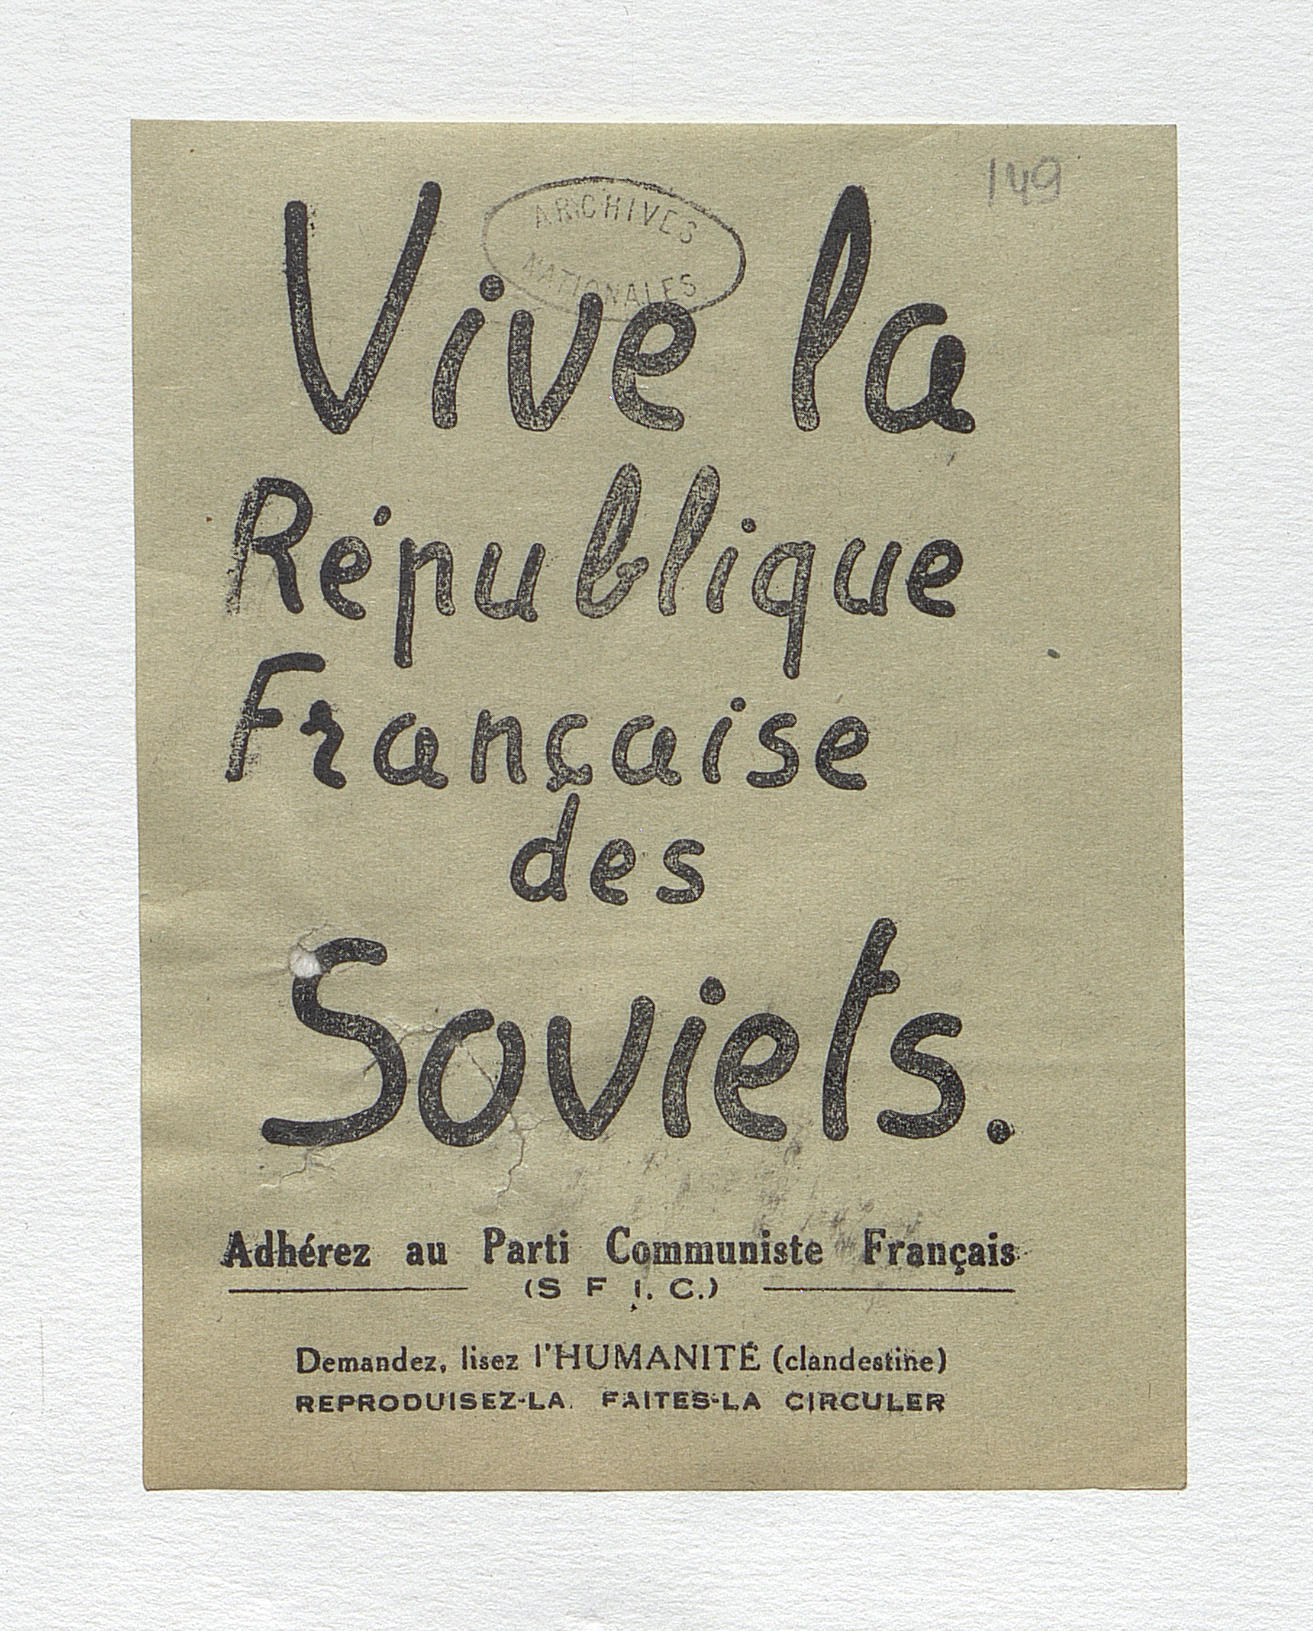 149
ARCHIVES
NATIONALES
Vive la
République
Française
des
Soviets.
Adhérez au Parti Communiste Français
(S F I. C.)
Demandez, lisez l'HUMANITÉ (clandestine)
REPRODUISEZ-LA. FAITES-LA CIRCULER